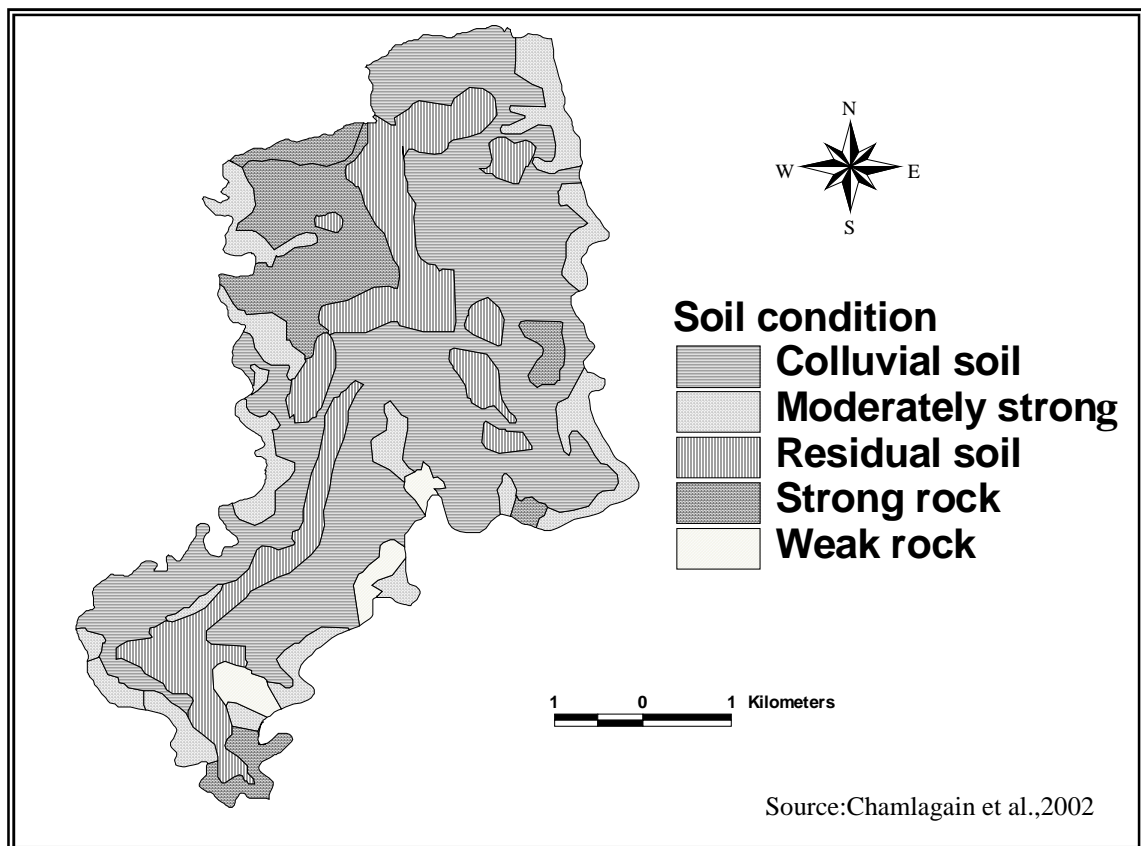 N
W E
S
Soil condition
Colluvial soil
Moderately strong
Residual soil
Strong rock
Weak rock
1 0 1 Kilometers
Source:Chamlagain et al.,2002